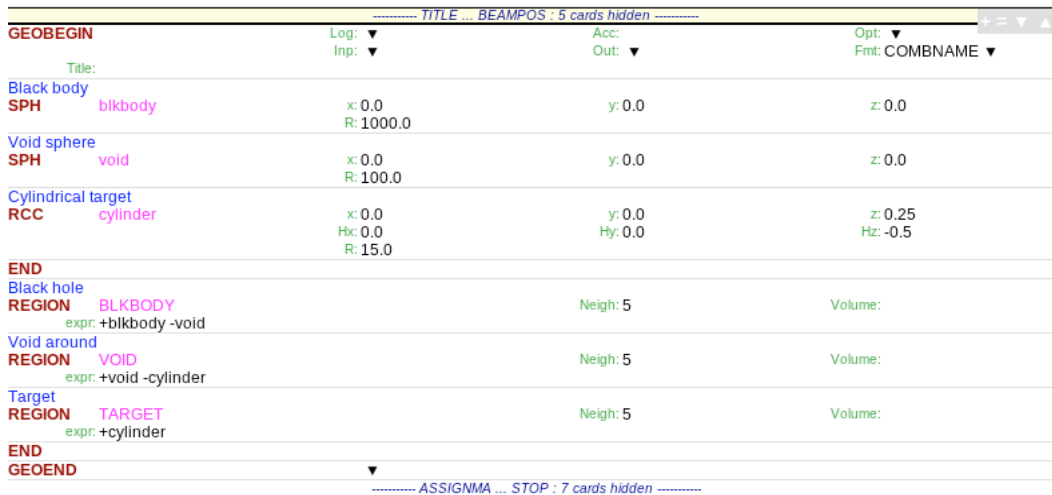 ----------- TITLE ... BEAMPOS : 5 cards hidden -----------
+ = ▼ ▲
GEOBEGIN Log: ▼ Acc: Opt: ▼
Inp: ▼ Out: ▼ Fmt: COMBNAME ▼
Title:
Black body
SPH blkbody x: 0.0 y: 0.0 z: 0.0
R: 1000.0
Void sphere
SPH void x: 0.0 y: 0.0 z: 0.0
R: 100.0
Cylindrical target
RCC cylinder x: 0.0 y: 0.0 z: 0.25
Hx: 0.0 Hy: 0.0 Hz: -0.5
R: 15.0
END
Black hole
REGION BLKBODY Neigh: 5 Volume:
expr: +blkbody -void
Void around
REGION VOID Neigh: 5 Volume:
expr: +void -cylinder
Target
REGION TARGET Neigh: 5 Volume:
expr: +cylinder
END
GEOEND ▼
----------- ASSIGNMA ... STOP : 7 cards hidden -----------